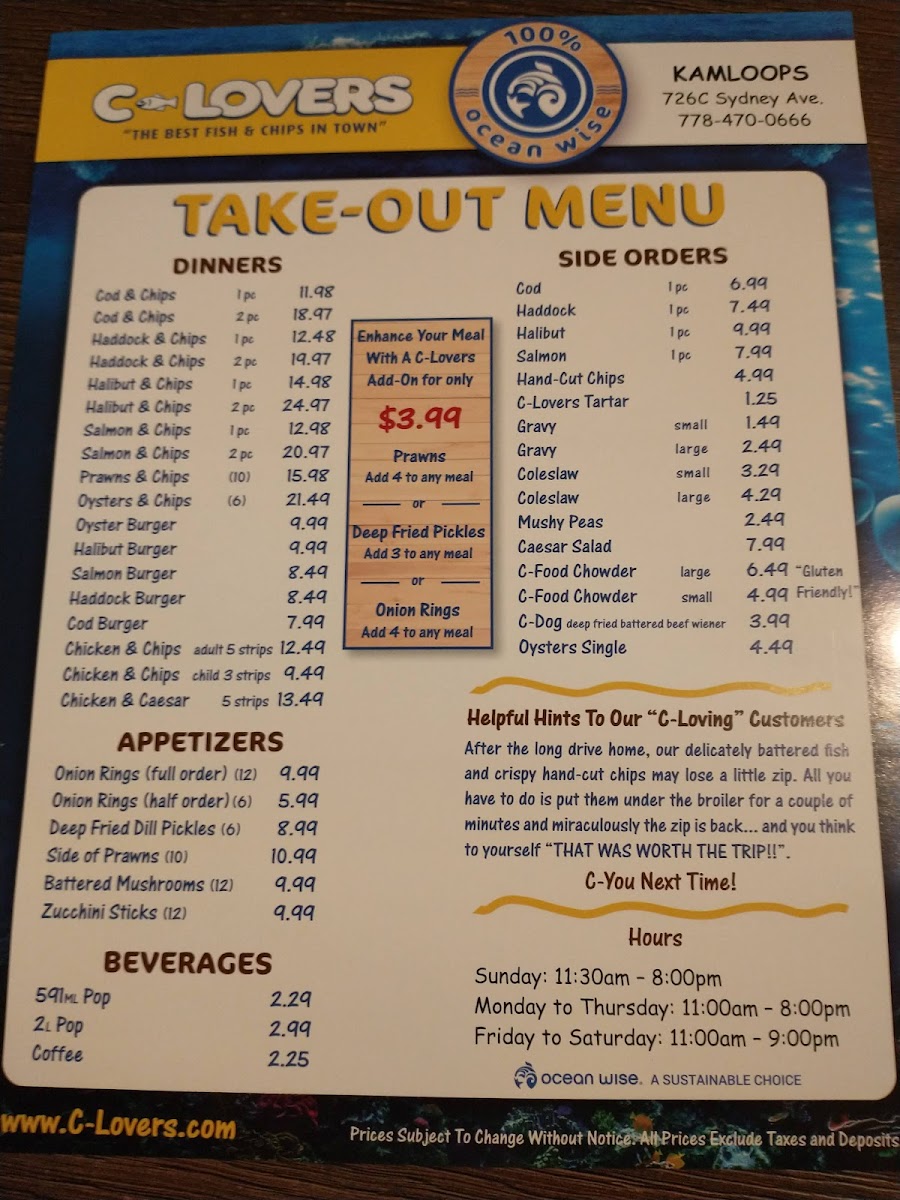 C-LOVERS
"THE BEST FISH & CHIPS IN TOWN"
100%
ocean wise
KAMLOOPS
726C Sydney Ave.
778-470-0666
TAKE-OUT MENU
DINNERS
Cod & Chips 1 pc 11.98
Cod & Chips 2 pc 18.97
Haddock & Chips 1 pc 12.48
Haddock & Chips 2 pc 19.97
Halibut & Chips 1 pc 14.98
Halibut & Chips 2 pc 24.97
Salmon & Chips 1 pc 12.98
Salmon & Chips 2 pc 20.97
Prawns & Chips (10) 15.98
Oysters & Chips (6) 21.49
Oyster Burger 9.99
Halibut Burger 9.99
Salmon Burger 8.49
Haddock Burger 8.49
Cod Burger 7.99
Chicken & Chips adult 5 strips 12.49
Chicken & Chips child 3 strips 9.49
Chicken & Caesar 5 strips 13.49
APPETIZERS
Onion Rings (full order) (12) 9.99
Onion Rings (half order) (6) 5.99
Deep Fried Dill Pickles (6) 8.99
Side of Prawns (10) 10.99
Battered Mushrooms (12) 9.99
Zucchini Sticks (12) 9.99
BEVERAGES
591ML Pop 2.29
2L Pop 2.99
Coffee 2.25
Enhance Your Meal
With A C-Lovers
Add-On for only
$3.99
Prawns
Add 4 to any meal
or
Deep Fried Pickles
Add 3 to any meal
or
Onion Rings
Add 4 to any meal
SIDE ORDERS
Cod 1 pc 6.99
Haddock 1 pc 7.49
Halibut 1 pc 9.99
Salmon 1 pc 7.99
Hand-Cut Chips 4.99
C-Lovers Tartar 1.25
Gravy small 1.49
Gravy large 2.49
Coleslaw small 3.29
Coleslaw large 4.29
Mushy Peas 2.49
Caesar Salad 7.99
C-Food Chowder large 6.49 "Gluten
C-Food Chowder small 4.99 Friendly!"
C-Dog deep fried battered beef wiener 3.99
Oysters Single 4.49
Helpful Hints To Our "C-Loving" Customers
After the long drive home, our delicately battered fish
and crispy hand-cut chips may lose a little zip. All you
have to do is put them under the broiler for a couple of
minutes and miraculously the zip is back... and you think
to yourself "THAT WAS WORTH THE TRIP!!".
C-You Next Time!
Hours
Sunday: 11:30am – 8:00pm
Monday to Thursday: 11:00am – 8:00pm
Friday to Saturday: 11:00am – 9:00pm
ocean wise. A SUSTAINABLE CHOICE
www.C-Lovers.com
Prices Subject To Change Without Notice. All Prices Exclude Taxes and Deposits